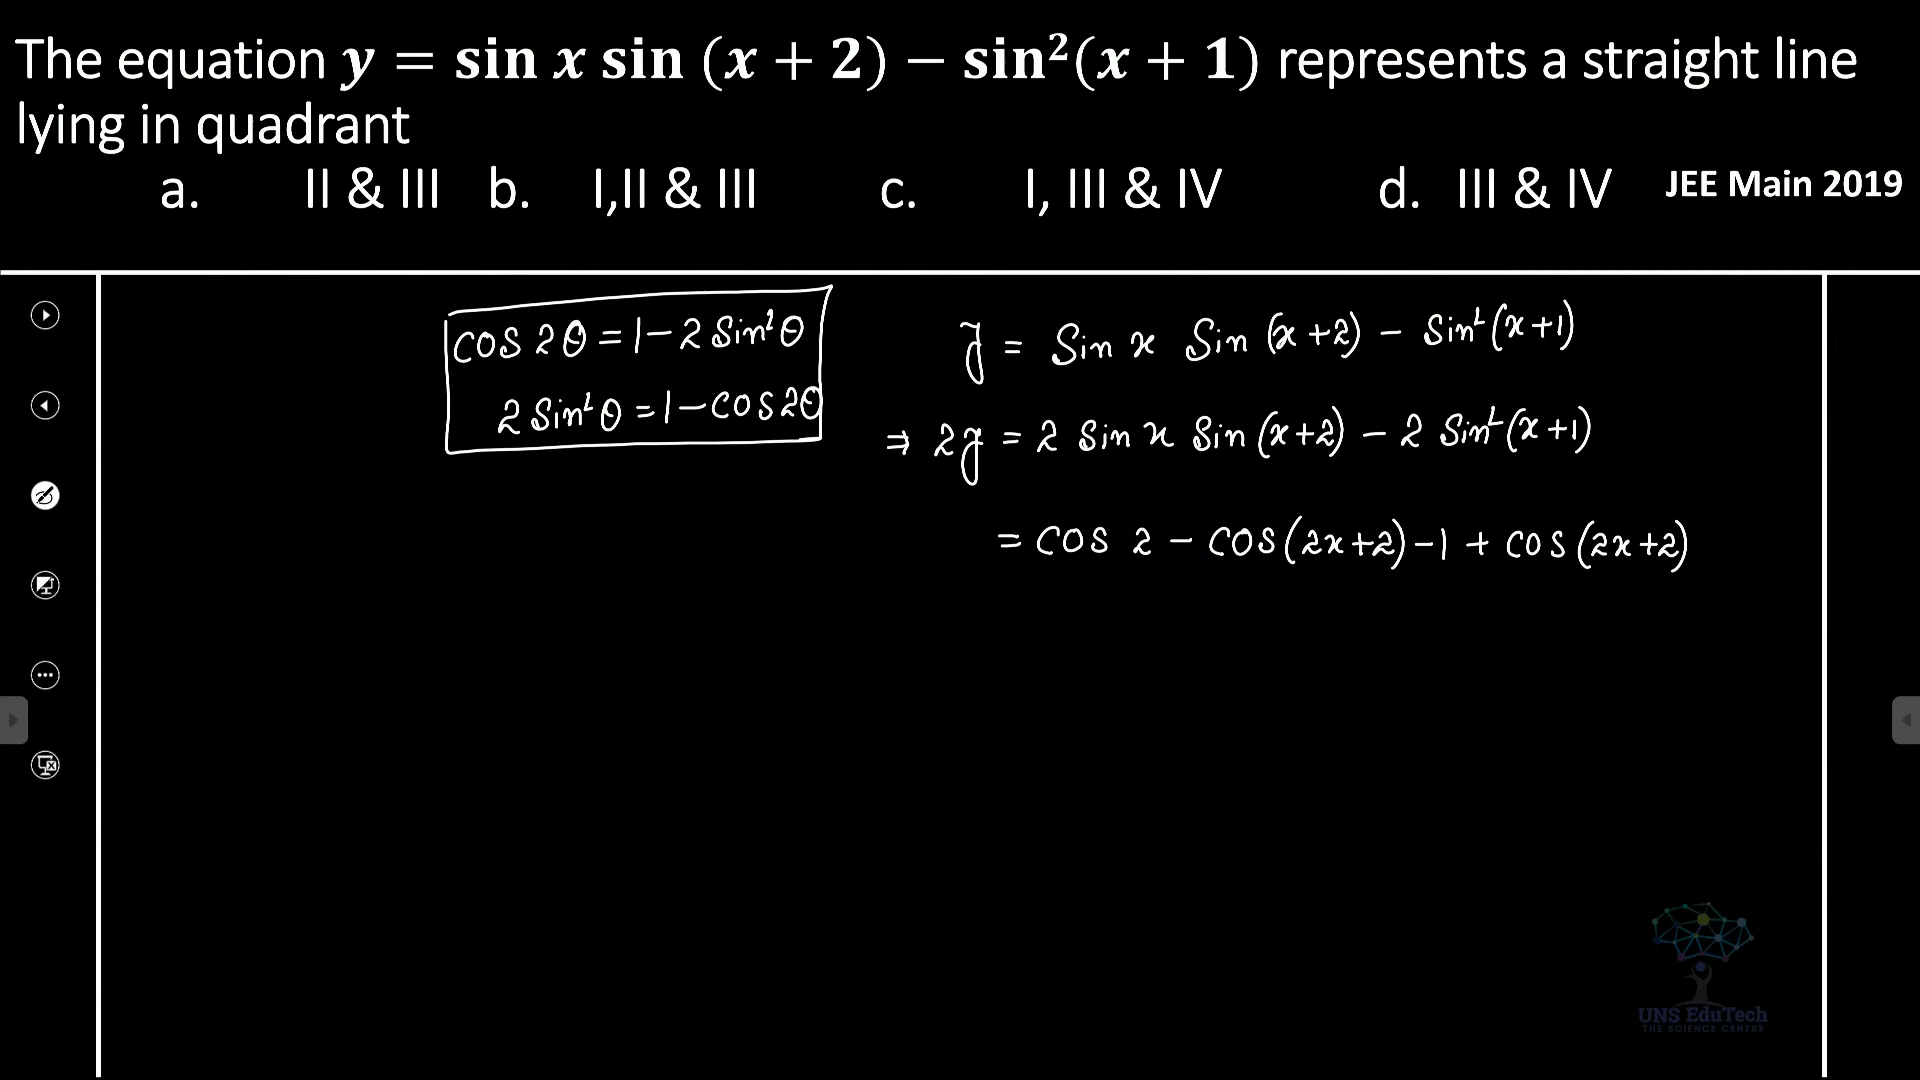 The equation y = sin x sin (x + 2) − sin²(x + 1) represents a straight line
lying in quadrant
a. II & III b. I,II & III c. I, III & IV d. III & IV JEE Main 2019
cos 2θ = 1 − 2 Sin²θ
2 Sin²θ = 1 − cos 2θ
y = Sin x Sin (x + 2) − Sin²(x + 1)
⇒ 2y = 2 Sin x Sin (x + 2) − 2 Sin²(x + 1)
= cos 2 − cos(2x + 2) − 1 + cos (2x + 2)
UNS EduTech
THE SCIENCE CENTRE